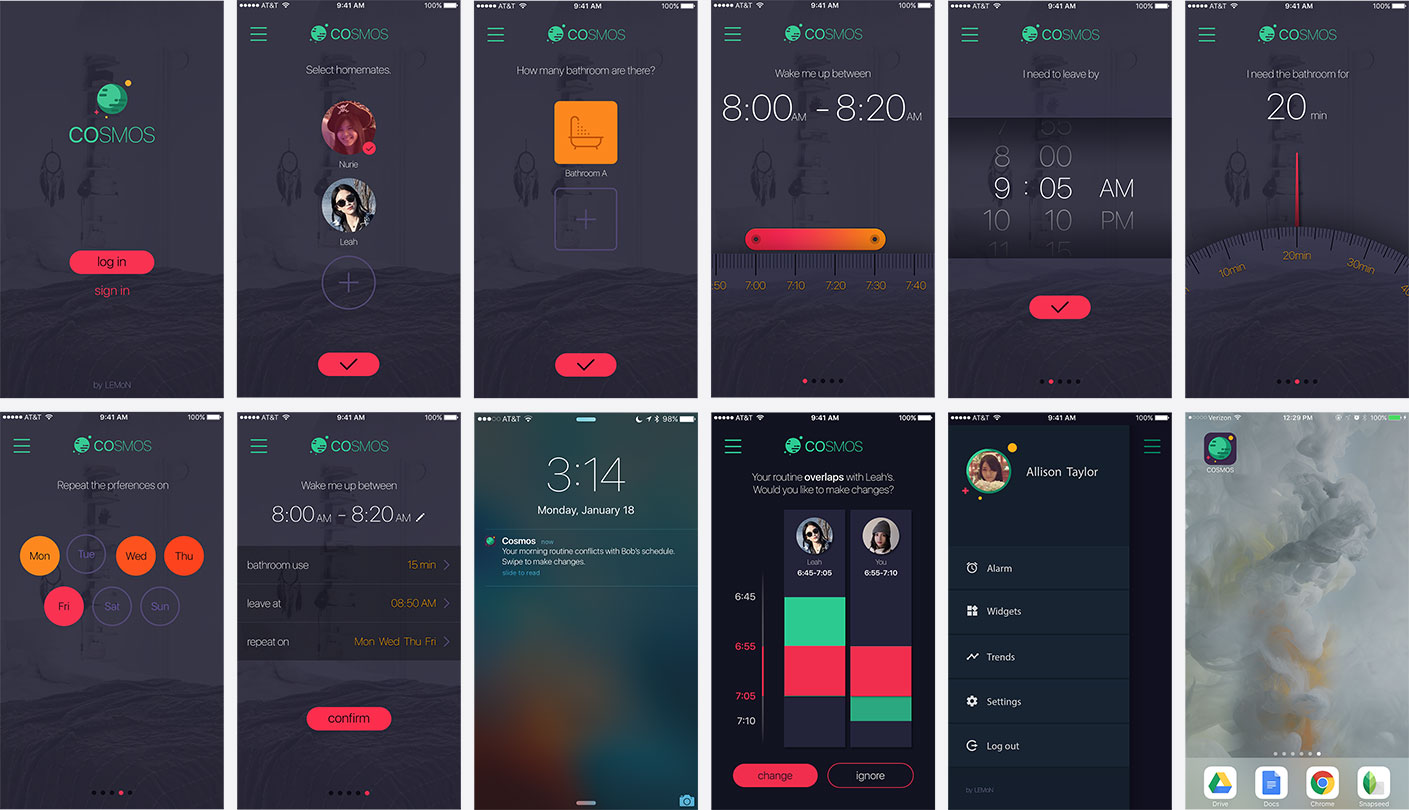 AT&T 9:41 AM 100%
COSMOS
log in
sign in
by LEMoN
AT&T 9:41 AM 100%
COSMOS
Select homemates.
Nurie
Leah
AT&T 9:41 AM 100%
COSMOS
How many bathroom are there?
Bathroom A
AT&T 9:41 AM 100%
COSMOS
Wake me up between
8:00AM - 8:20AM
:50 7:00 7:10 7:20 7:30 7:40
AT&T 9:41 AM 100%
COSMOS
I need to leave by
7 55
8 00
9 : 05 AM
10 10 PM
11 15
AT&T 9:41 AM 100%
COSMOS
I need the bathroom for
20 min
10min 20min 30min 40
AT&T 9:41 AM 100%
COSMOS
Repeat the prferences on
Mon Tue Wed Thu
Fri Sat Sun
AT&T 9:41 AM 100%
COSMOS
Wake me up between
8:00 AM - 8:20 AM
bathroom use 15 min
leave at 08:50 AM
repeat on Mon Wed Thu Fri
confirm
AT&T 98%
3:14
Monday, January 18
Cosmos now
Your morning routine conflicts with Bob's schedule.
Swipe to make changes.
slide to read
AT&T 9:41 AM 100%
COSMOS
Your routine overlaps with Leah's.
Would you like to make changes?
Leah You
6:45-7:05 6:55-7:10
6:45
6:55
7:05
7:10
change ignore
AT&T 9:41 AM 100%
Allison Taylor
Alarm
Widgets
Trends
Settings
Log out
by LEMoN
Verizon 12:29 PM 100%
COSMOS
Drive Docs Chrome Snapseed